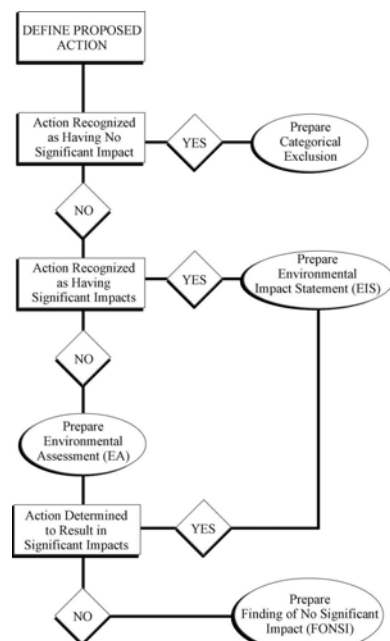 DEFINE PROPOSED
ACTION
Action Recognized
as Having No
Significant Impact
YES
Prepare
Categorical
Exclusion
NO
Action Recognized
as Having
Significant Impacts
YES
Prepare
Environmental
Impact Statement (EIS)
NO
Prepare
Environmental
Assessment (EA)
Action Determined
to Result in
Significant Impacts
YES
NO
Prepare
Finding of No Significant
Impact (FONSI)